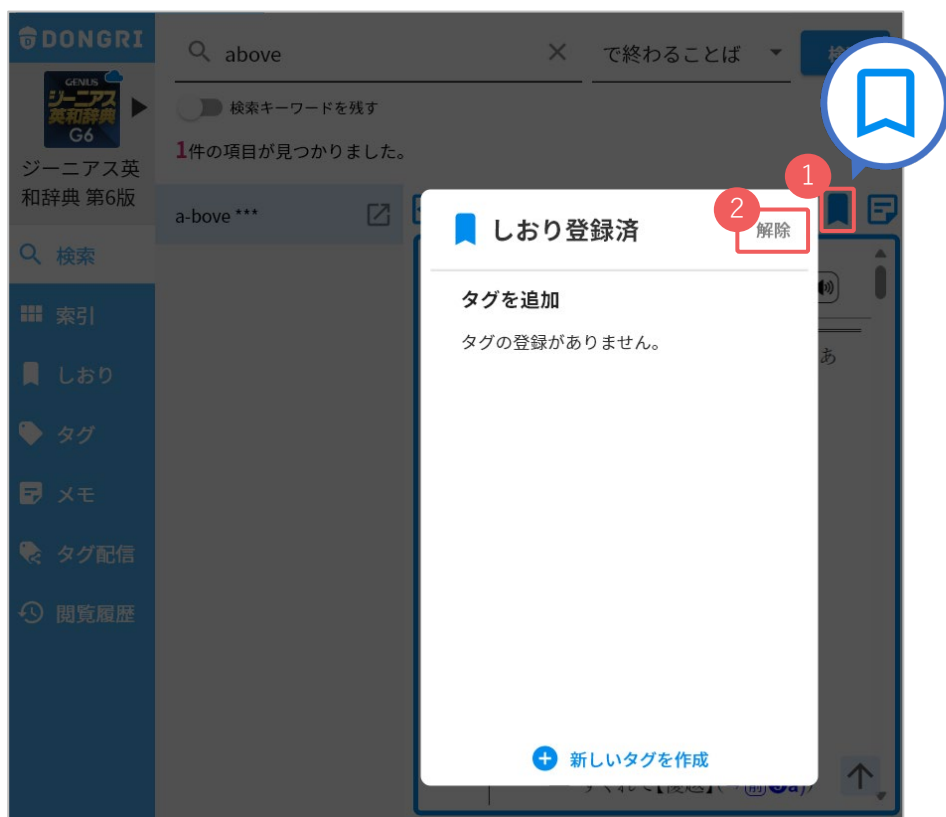 DONGRI
above
で終わることば
GENIUS
ジーニアス
英和辞典
G6
検索キーワードを残す
ジーニアス英
和辞典 第6版
1件の項目が見つかりました。
a-bove ***
1
2
しおり登録済
解除
検索
索引
しおり
タグ
メモ
タグ配信
閲覧履歴
タグを追加
タグの登録がありません。
あ
新しいタグを作成